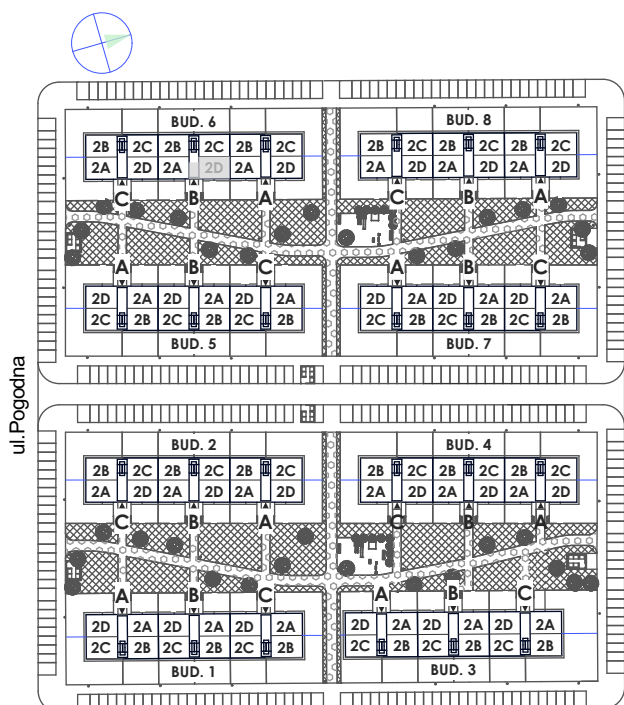 BUD. 6
BUD. 8
2B 2C 2B 2C 2B 2C
2A 2D 2A 2D 2A 2D
2B 2C 2B 2C 2B 2C
2A 2D 2A 2D 2A 2D
C B A
C B A
A B C
A B C
2D 2A 2D 2A 2D 2A
2C 2B 2C 2B 2C 2B
2D 2A 2D 2A 2D 2A
2C 2B 2C 2B 2C 2B
BUD. 5
BUD. 7
ul.Pogodna
BUD. 2
BUD. 4
2B 2C 2B 2C 2B 2C
2A 2D 2A 2D 2A 2D
2B 2C 2B 2C 2B 2C
2A 2D 2A 2D 2A 2D
C B A
C B A
A B C
A B C
2D 2A 2D 2A 2D 2A
2C 2B 2C 2B 2C 2B
2D 2A 2D 2A 2D 2A
2C 2B 2C 2B 2C 2B
BUD. 1
BUD. 3